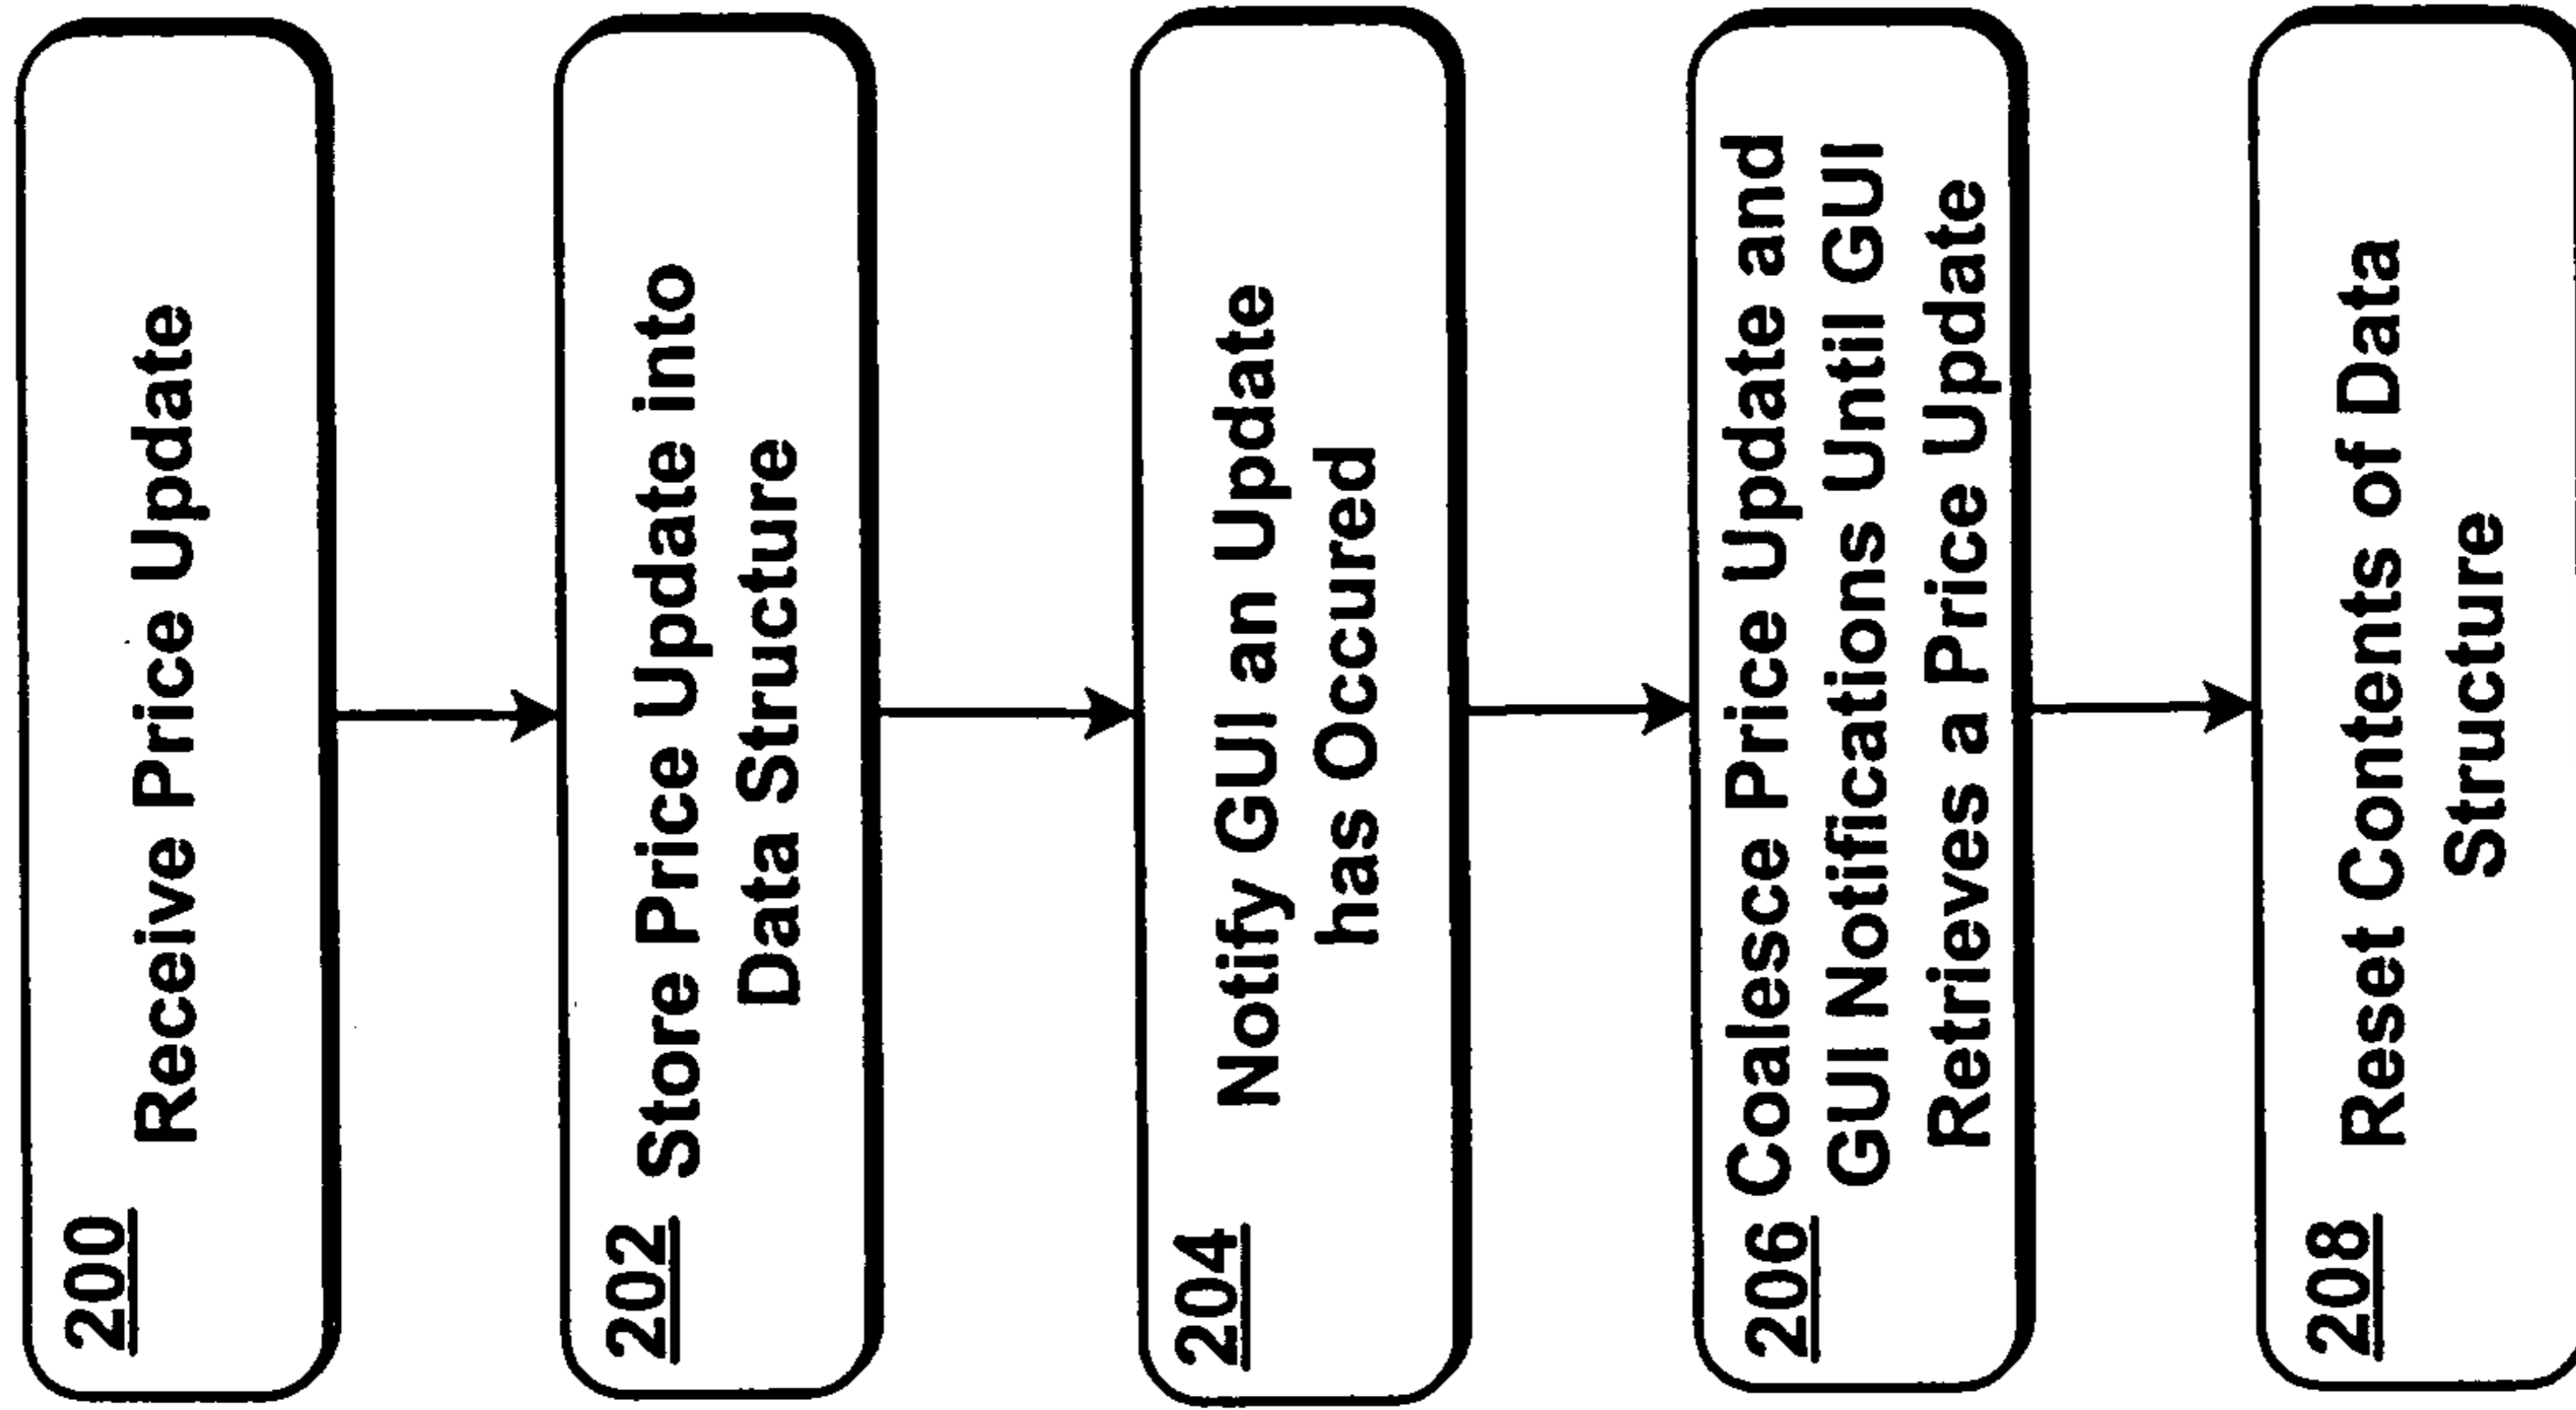 200
Receive Price Update
202 Store Price Update into
Data Structure
204
Notify GUI an Update
has Occured
206 Coalesce Price Update and
GUI Notifications Until GUI
Retrieves a Price Update
208
Reset Contents of Data
Structure